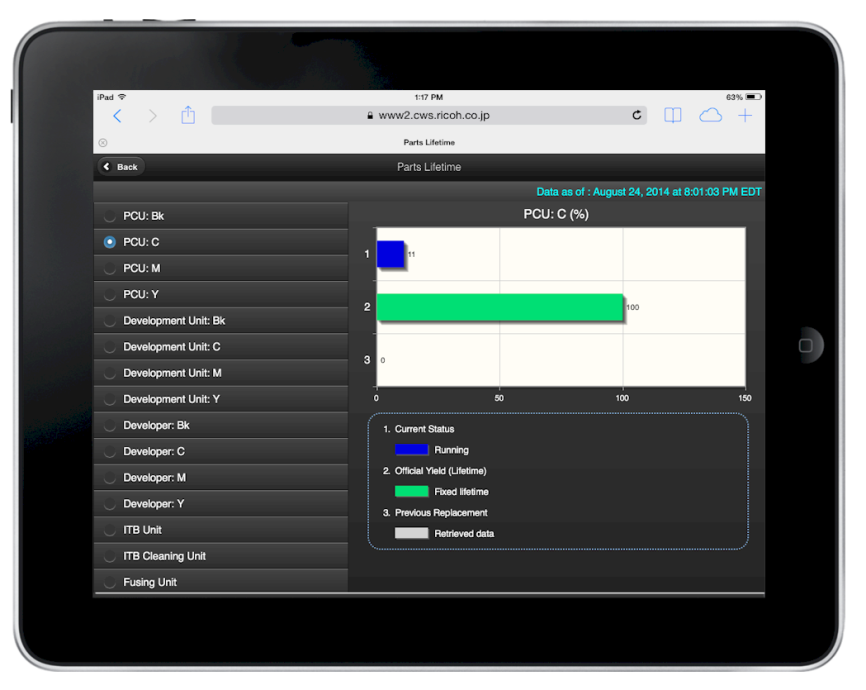 iPad 1:17 PM 63%
www2.cws.ricoh.co.jp
Parts Lifetime
Back Parts Lifetime
Data as of : August 24, 2014 at 8:01:03 PM EDT
PCU: Bk
PCU: C
PCU: M
PCU: Y
Development Unit: Bk
Development Unit: C
Development Unit: M
Development Unit: Y
Developer: Bk
Developer: C
Developer: M
Developer: Y
ITB Unit
ITB Cleaning Unit
Fusing Unit
PCU: C (%)
1 11
2 100
3 0
0 50 100 150
1. Current Status
Running
2. Official Yield (Lifetime)
Fixed lifetime
3. Previous Replacement
Retrieved data